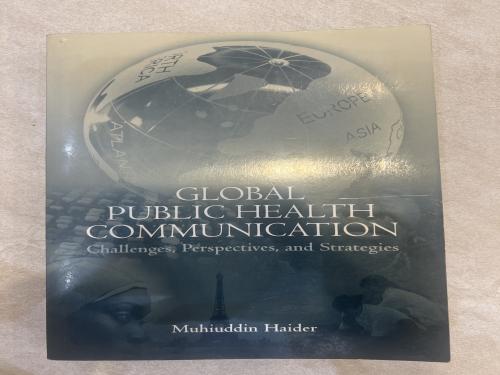 EUROPE
ASIA
GLOBAL
PUBLIC HEALTH
COMMUNICATION
Challenges, Perspectives, and Strategies
Muhiuddin Haider